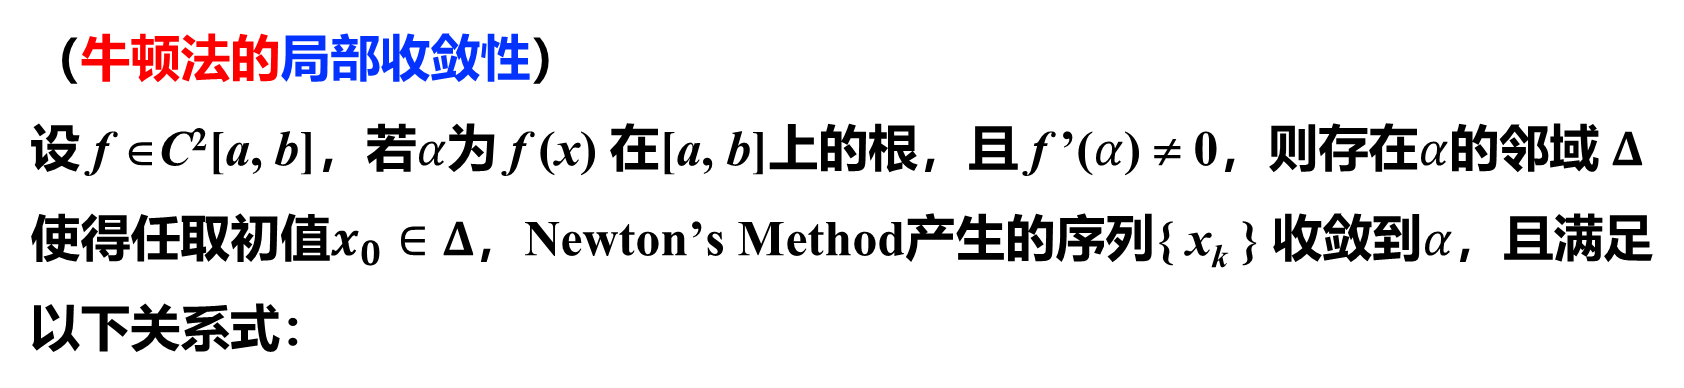 （牛顿法的局部收敛性）
设 f ∈C²[a, b]，若α为 f (x) 在[a, b]上的根，且 f ’(α) ≠ 0，则存在α的邻域 Δ
使得任取初值x₀ ∈ Δ，Newton’s Method产生的序列{ xₖ } 收敛到α，且满足
以下关系式：